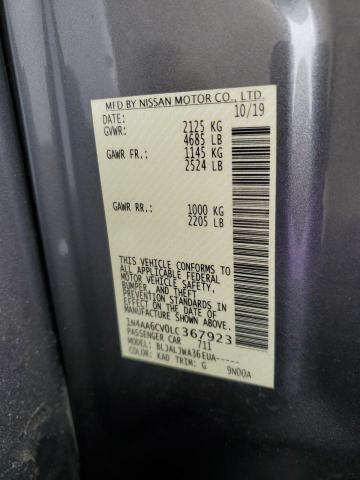 MFD BY NISSAN MOTOR CO., LTD.
DATE: 10/19
GVWR: 2125 KG
4685 LB
GAWR FR.: 1145 KG
2524 LB
GAWR RR.: 1000 KG
2205 LB
THIS VEHICLE CONFORMS TO
ALL APPLICABLE FEDERAL
MOTOR VEHICLE SAFETY,
BUMPER, AND THEFT
PREVENTION STANDARDS
IN EFFECT ON THE DATE OF
MANUFACTURE SHOWN
ABOVE.
1N4AA6CV0LC367923
PASSENGER CAR 711
MODEL: BLJALJWA36EUA-----
COLOR: KAD TRIM: G 9N00A